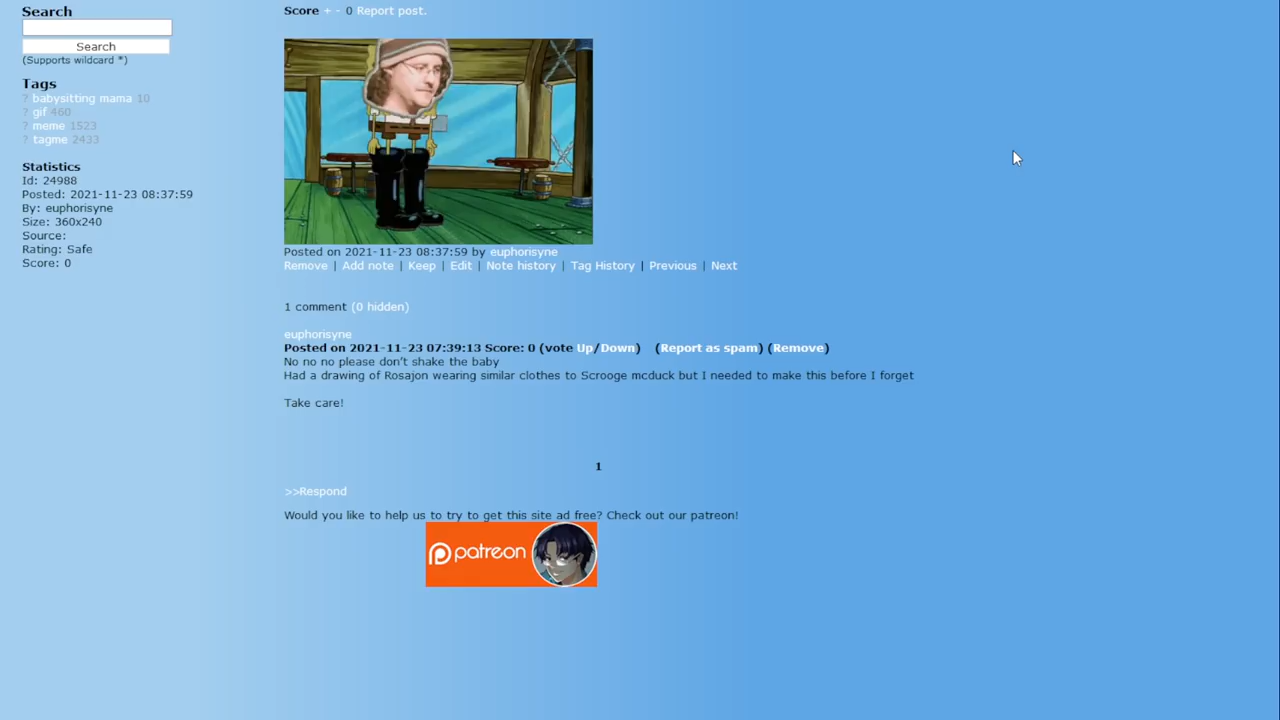 Search
Search
(Supports wildcard *)
Tags
? babysitting mama 10
? gif 460
? meme 1523
? tagme 2433
Statistics
Id: 24988
Posted: 2021-11-23 08:37:59
By: euphorisyne
Size: 360x240
Source:
Rating: Safe
Score: 0
Score + - 0 Report post.
Posted on 2021-11-23 08:37:59 by euphorisyne
Remove | Add note | Keep | Edit | Note history | Tag History | Previous | Next
1 comment (0 hidden)
euphorisyne
Posted on 2021-11-23 07:39:13 Score: 0 (vote Up/Down) (Report as spam) (Remove)
No no no please don't shake the baby
Had a drawing of Rosajon wearing similar clothes to Scrooge mcduck but I needed to make this before I forget
Take care!
1
>>Respond
Would you like to help us to try to get this site ad free? Check out our patreon!
patreon